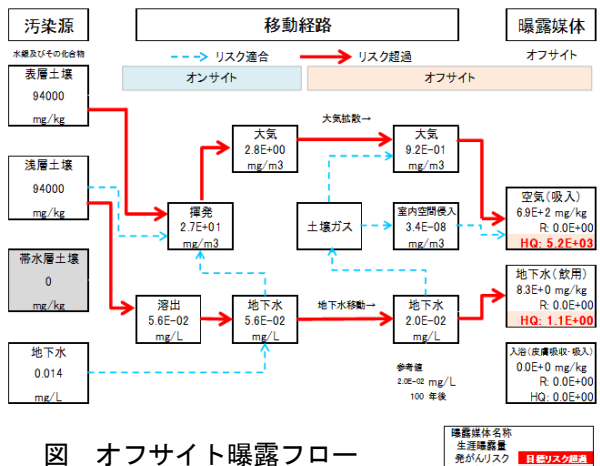 汚染源
移動経路
曝露媒体
水銀及びその化合物
リスク適合
リスク超過
オフサイト
オンサイト
オフサイト
表層土壌
94000
mg/kg
浅層土壌
94000
mg/kg
帯水層土壌
0
mg/kg
地下水
0.014
mg/L
大気
2.8E+00
mg/m3
大気拡散→
大気
9.2E-01
mg/m3
揮発
2.7E+01
mg/m3
土壌ガス
室内空間侵入
3.4E-08
mg/m3
溶出
5.6E-02
mg/L
地下水
5.6E-02
mg/L
地下水移動→
地下水
2.0E-02
mg/L
参考値
2.0E-02 mg/L
100 年後
空気(吸入)
6.9E+2 mg/kg
R: 0.0E+00
HQ: 5.2E+03
地下水(飲用)
8.3E+0 mg/kg
R: 0.0E+00
HQ: 1.1E+00
入浴(皮膚吸収・吸入)
0.0E+0 mg/kg
R: 0.0E+00
HQ: 0.0E+00
曝露媒体名称
生涯曝露量
発がんリスク
目標リスク超過
図 オフサイト曝露フロー